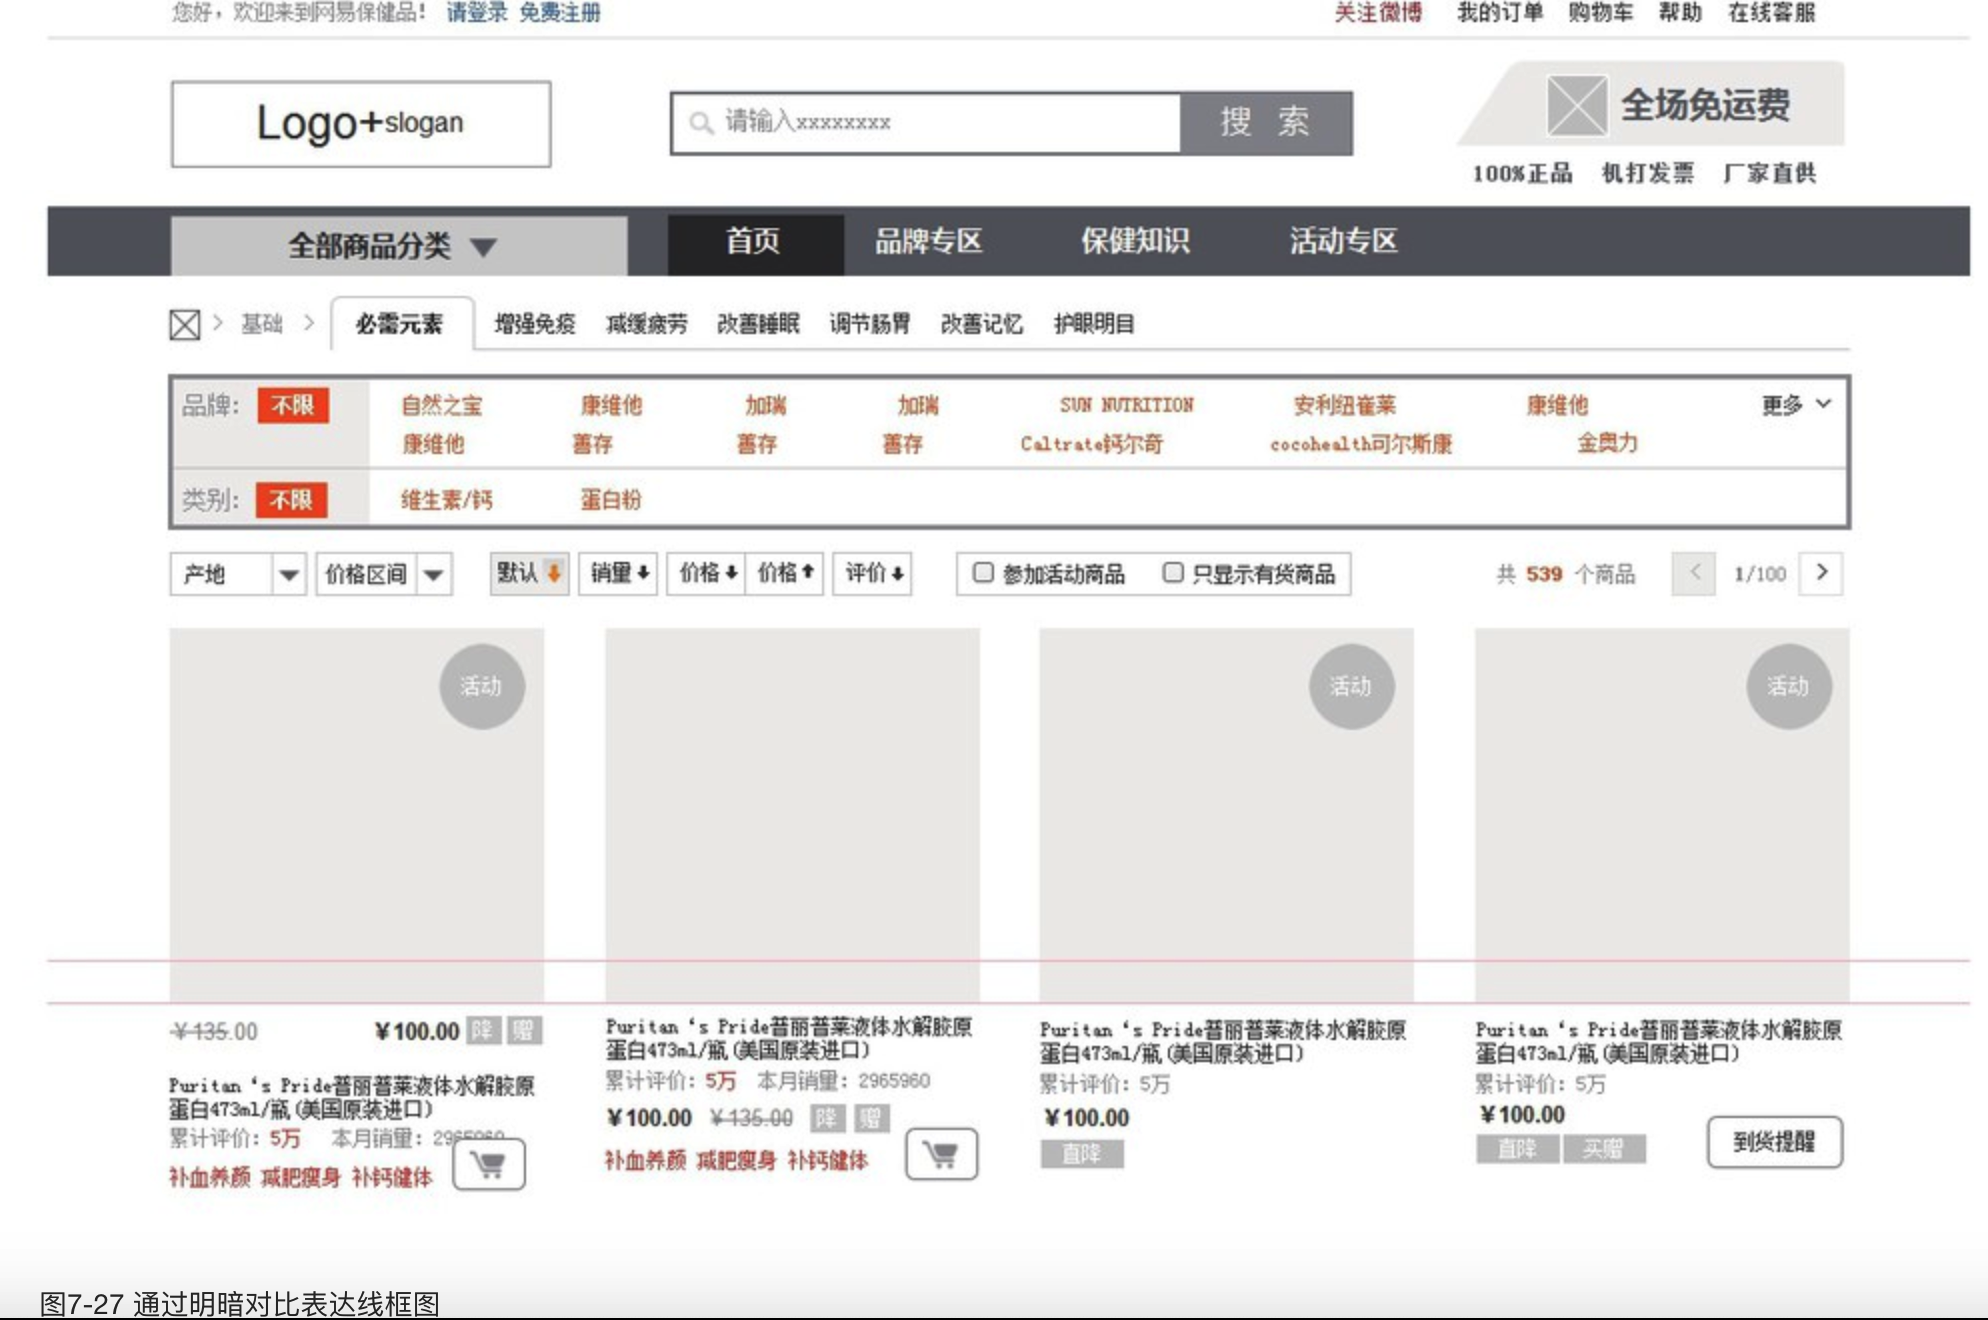 您好，欢迎来到网易保健品！ 请登录 免费注册 关注微博 我的订单 购物车 帮助 在线客服
Logo+slogan 请输入xxxxxxxx 搜 索 全场免运费
100%正品 机打发票 厂家直供
全部商品分类 首页 品牌专区 保健知识 活动专区
基础 必需元素 增强免疫 减缓疲劳 改善睡眠 调节肠胃 改善记忆 护眼明目
品牌： 不限 自然之宝 康维他 加瑞 加瑞 SUN NUTRITION 安利纽崔莱 康维他 更多
康维他 善存 善存 善存 Caltrate钙尔奇 cocohealth可尔斯康 金奥力
类别： 不限 维生素/钙 蛋白粉
产地 价格区间 默认 销量 价格 价格 评价 参加活动商品 只显示有货商品 共 539 个商品 < 1/100 >
活动 活动 活动
¥135.00 ¥100.00 降 赠
Puritan‘s Pride普丽普莱液体水解胶原
蛋白473ml/瓶(美国原装进口)
累计评价：5万 本月销量：2965960
补血养颜 减肥瘦身 补钙健体
Puritan‘s Pride普丽普莱液体水解胶原
蛋白473ml/瓶(美国原装进口)
累计评价：5万 本月销量：2965960
¥100.00 ¥135.00 降 赠
补血养颜 减肥瘦身 补钙健体
Puritan‘s Pride普丽普莱液体水解胶原
蛋白473ml/瓶(美国原装进口)
累计评价：5万
¥100.00
直降
Puritan‘s Pride普丽普莱液体水解胶原
蛋白473ml/瓶(美国原装进口)
累计评价：5万
¥100.00
直降 买赠 到货提醒
图7-27 通过明暗对比表达线框图